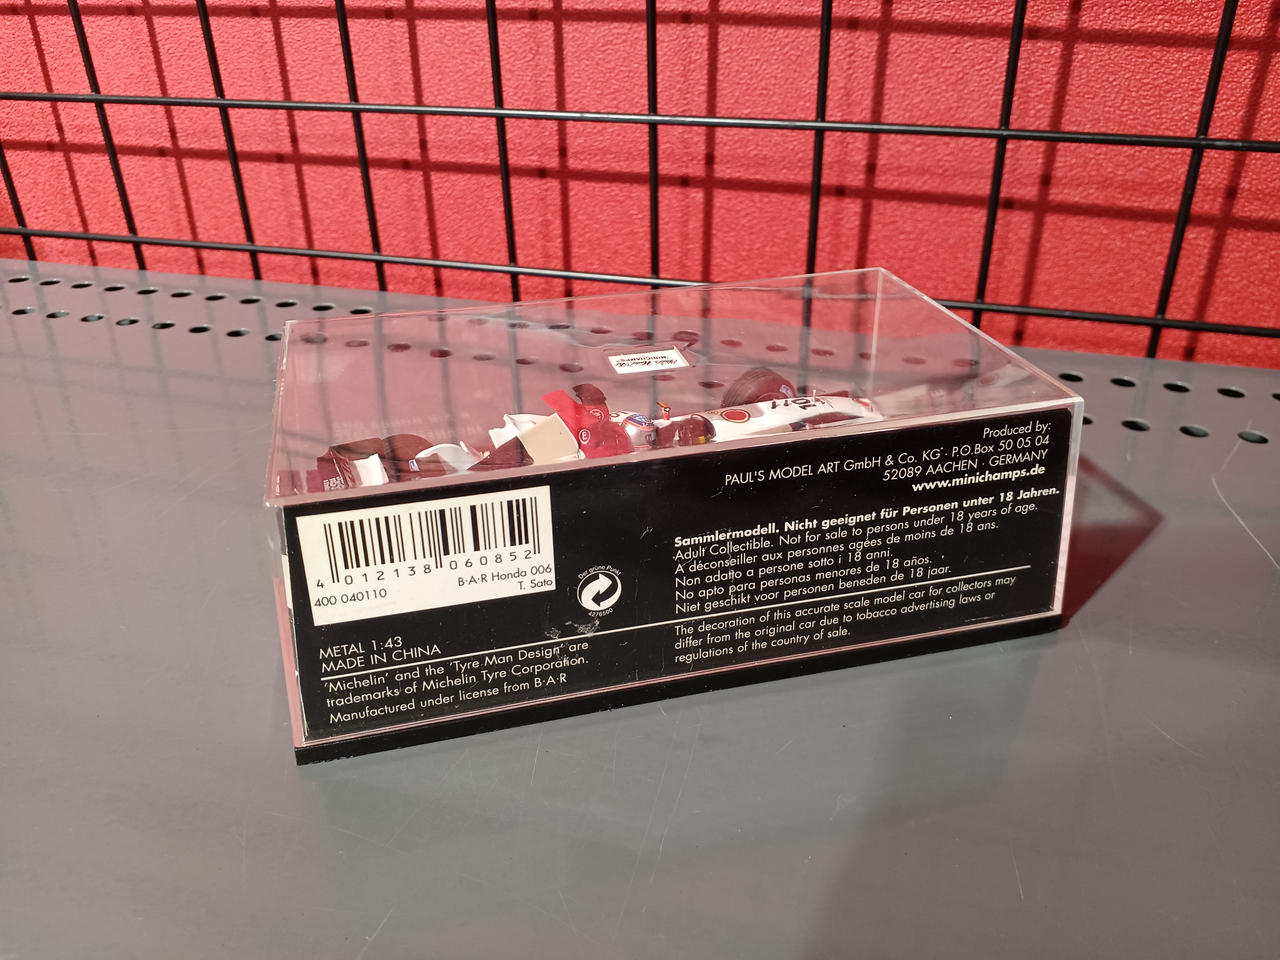 MINICHAMPS
E
Produced by:
PAUL'S MODEL ART GmbH & Co. KG · P.O.Box 50 05 04
52089 AACHEN · GERMANY
www.minichamps.de
4 012138 060852
B·A·R Honda 006
T. Sato
400 040110
Der grüne Punkt
4276500
Sammlermodell. Nicht geeignet für Personen unter 18 Jahren.
Adult Collectible. Not for sale to persons under 18 years of age.
A déconseiller aux personnes agées de moins de 18 ans.
Non adatto a persone sotto i 18 anni.
No apto para personas menores de 18 años.
Niet geschikt voor personen beneden de 18 jaar.
METAL 1:43
MADE IN CHINA
'Michelin' and the 'Tyre Man Design' are
trademarks of Michelin Tyre Corporation.
Manufactured under license from B·A·R
The decoration of this accurate scale model car for collectors may
differ from the original car due to tobacco advertising laws or
regulations of the country of sale.